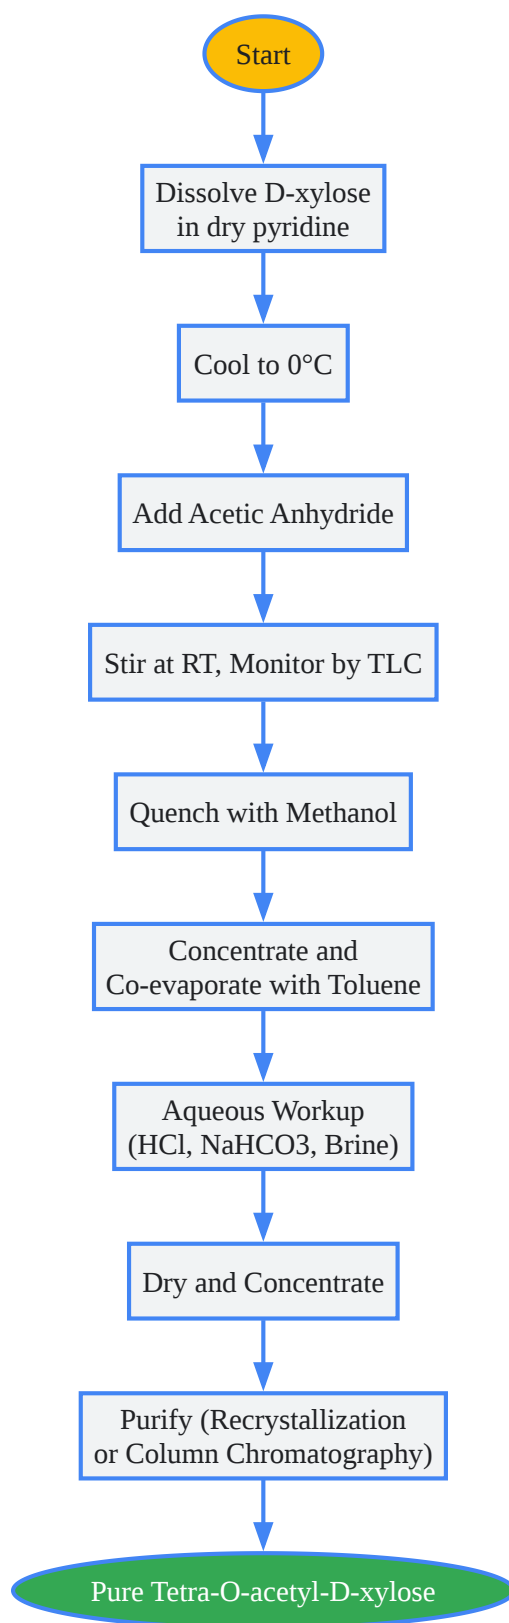 Start
Dissolve D-xylose
in dry pyridine
Cool to 0°C
Add Acetic Anhydride
Stir at RT, Monitor by TLC
Quench with Methanol
Concentrate and
Co-evaporate with Toluene
Aqueous Workup
(HCl, NaHCO3, Brine)
Dry and Concentrate
Purify (Recrystallization
or Column Chromatography)
Pure Tetra-O-acetyl-D-xylose